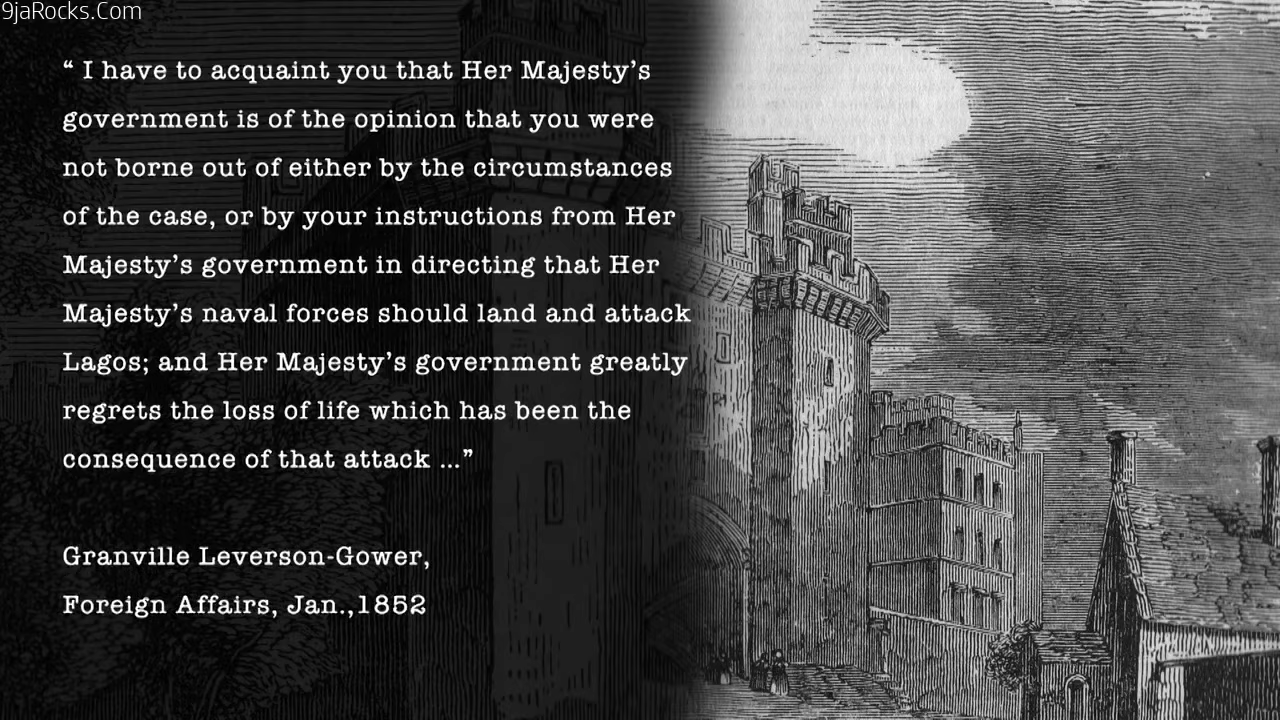 9jaRocks.Com
“ I have to acquaint you that Her Majesty’s
government is of the opinion that you were
not borne out of either by the circumstances
of the case, or by your instructions from Her
Majesty’s government in directing that Her
Majesty’s naval forces should land and attack
Lagos; and Her Majesty’s government greatly
regrets the loss of life which has been the
consequence of that attack ...”
Granville Leverson-Gower,
Foreign Affairs, Jan.,1852